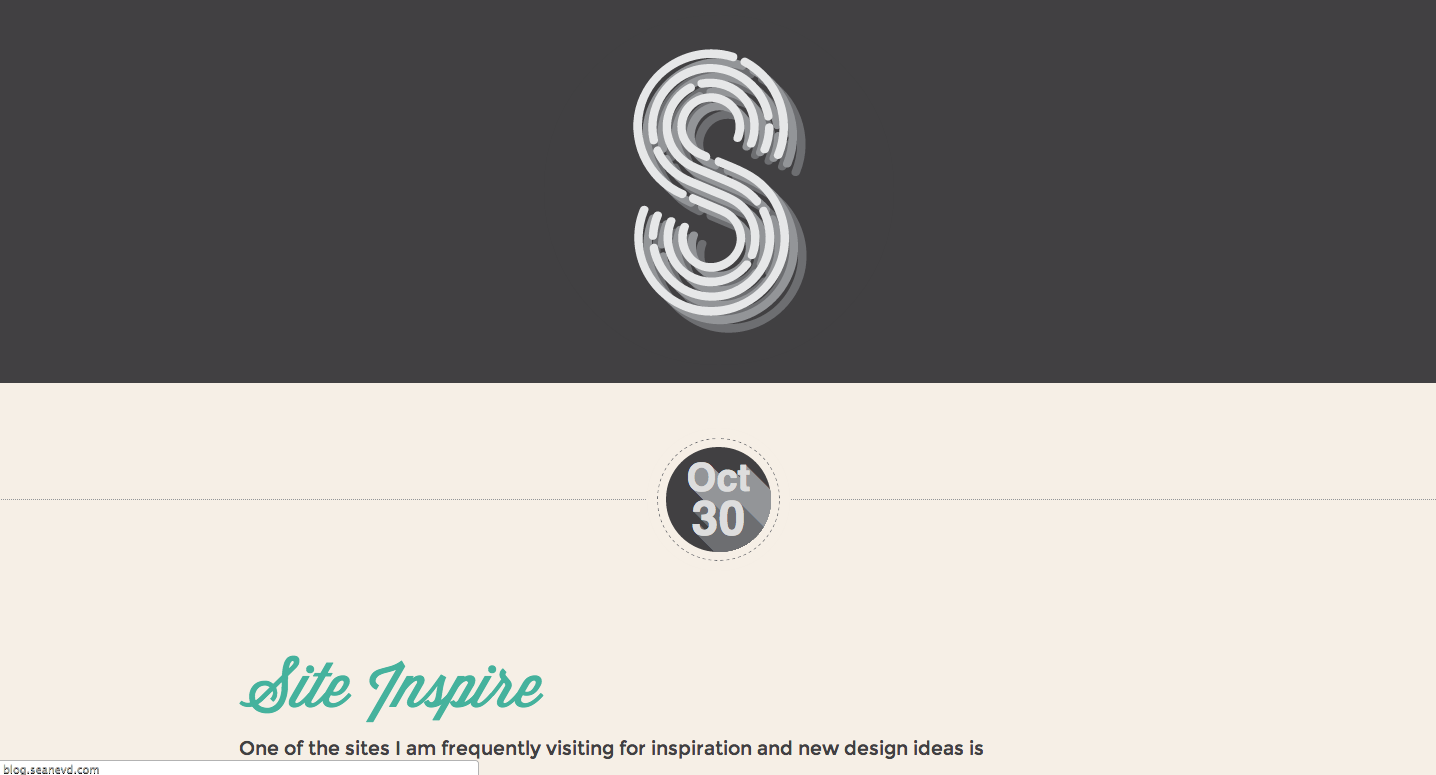 S
Oct
30
Site Inspire
One of the sites I am frequently visiting for inspiration and new design ideas is
blog.seanevd.com